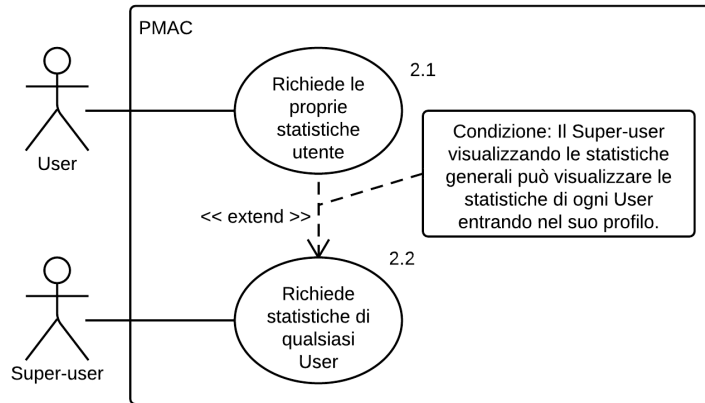 PMAC
2.1
Richiede le
proprie
statistiche
utente
User
Condizione: Il Super-user
visualizzando le statistiche
generali può visualizzare le
statistiche di ogni User
entrando nel suo profilo.
<< extend >>
2.2
Richiede
statistiche di
qualsiasi
User
Super-user